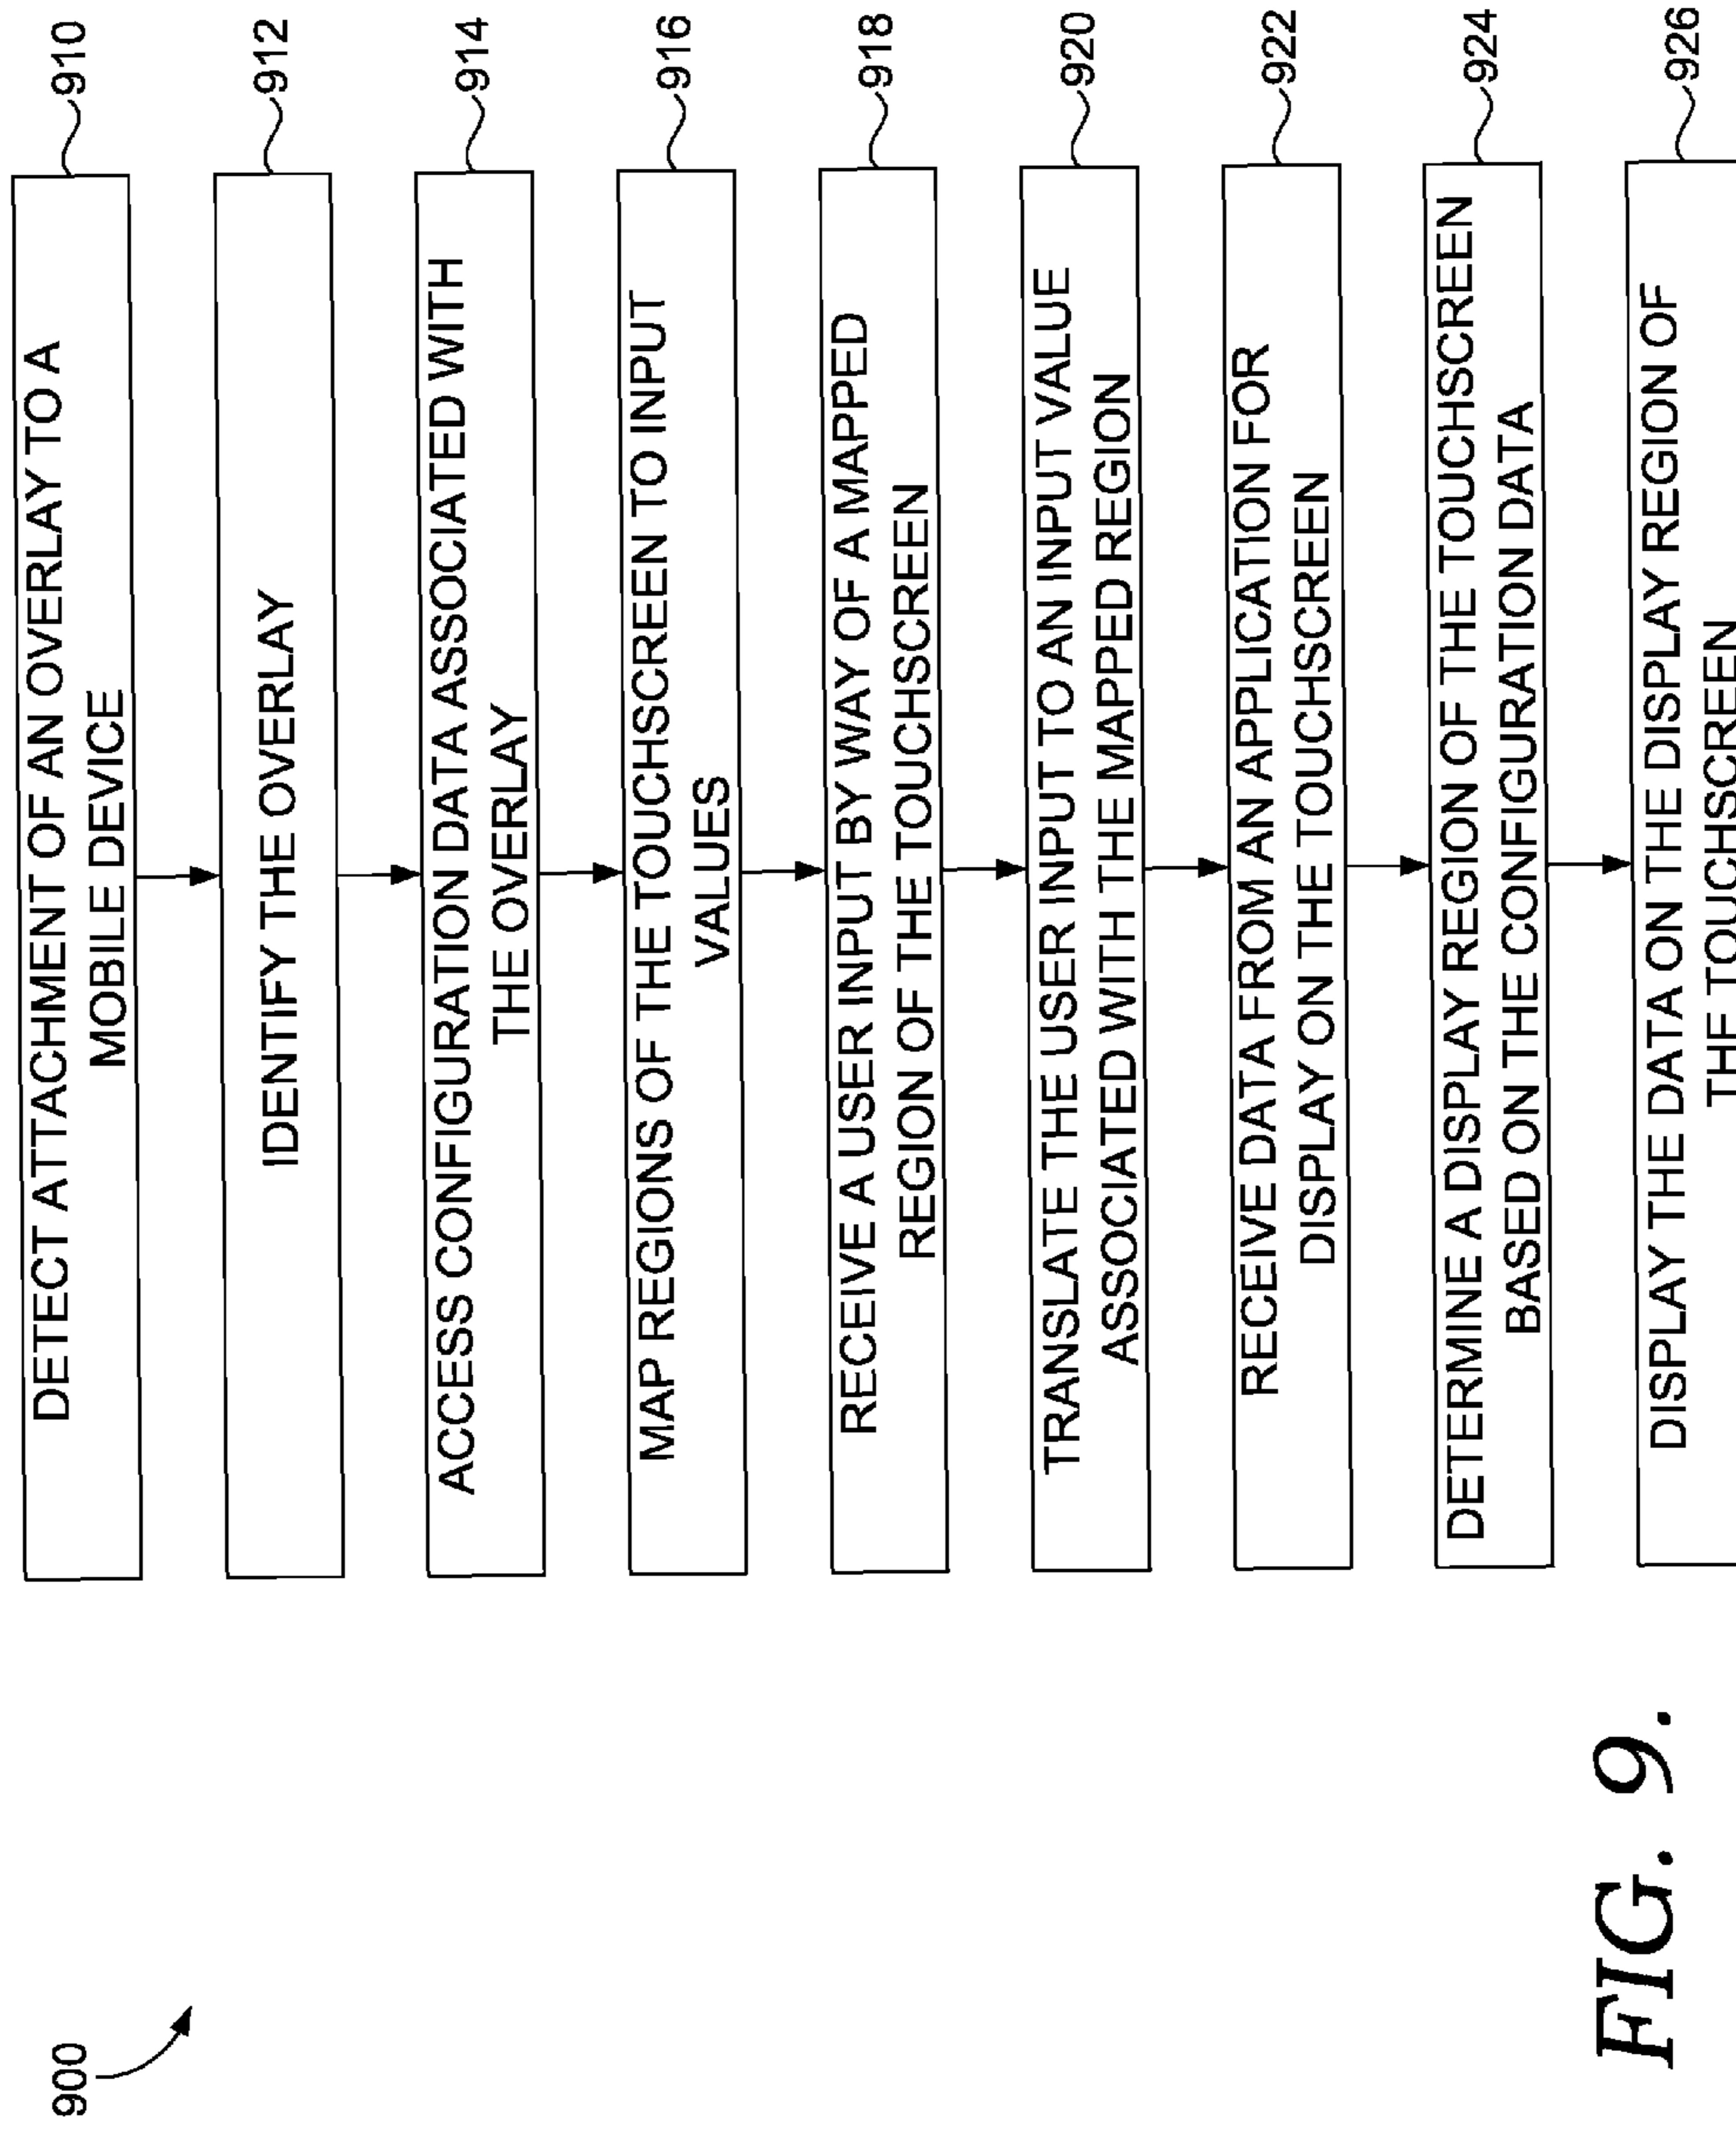 900
DETECT ATTACHMENT OF AN OVERLAY TO A
MOBILE DEVICE
910
IDENTIFY THE OVERLAY
912
ACCESS CONFIGURATION DATA ASSOCIATED WITH
THE OVERLAY
914
MAP REGIONS OF THE TOUCHSCREEN TO INPUT
VALUES
916
RECEIVE A USER INPUT BY WAY OF A MAPPED
REGION OF THE TOUCHSCREEN
918
TRANSLATE THE USER INPUT TO AN INPUT VALUE
ASSOCIATED WITH THE MAPPED REGION
920
RECEIVE DATA FROM AN APPLICATION FOR
DISPLAY ON THE TOUCHSCREEN
922
DETERMINE A DISPLAY REGION OF THE TOUCHSCREEN
BASED ON THE CONFIGURATION DATA
924
DISPLAY THE DATA ON THE DISPLAY REGION OF
THE TOUCHSCREEN
926
FIG. 9.